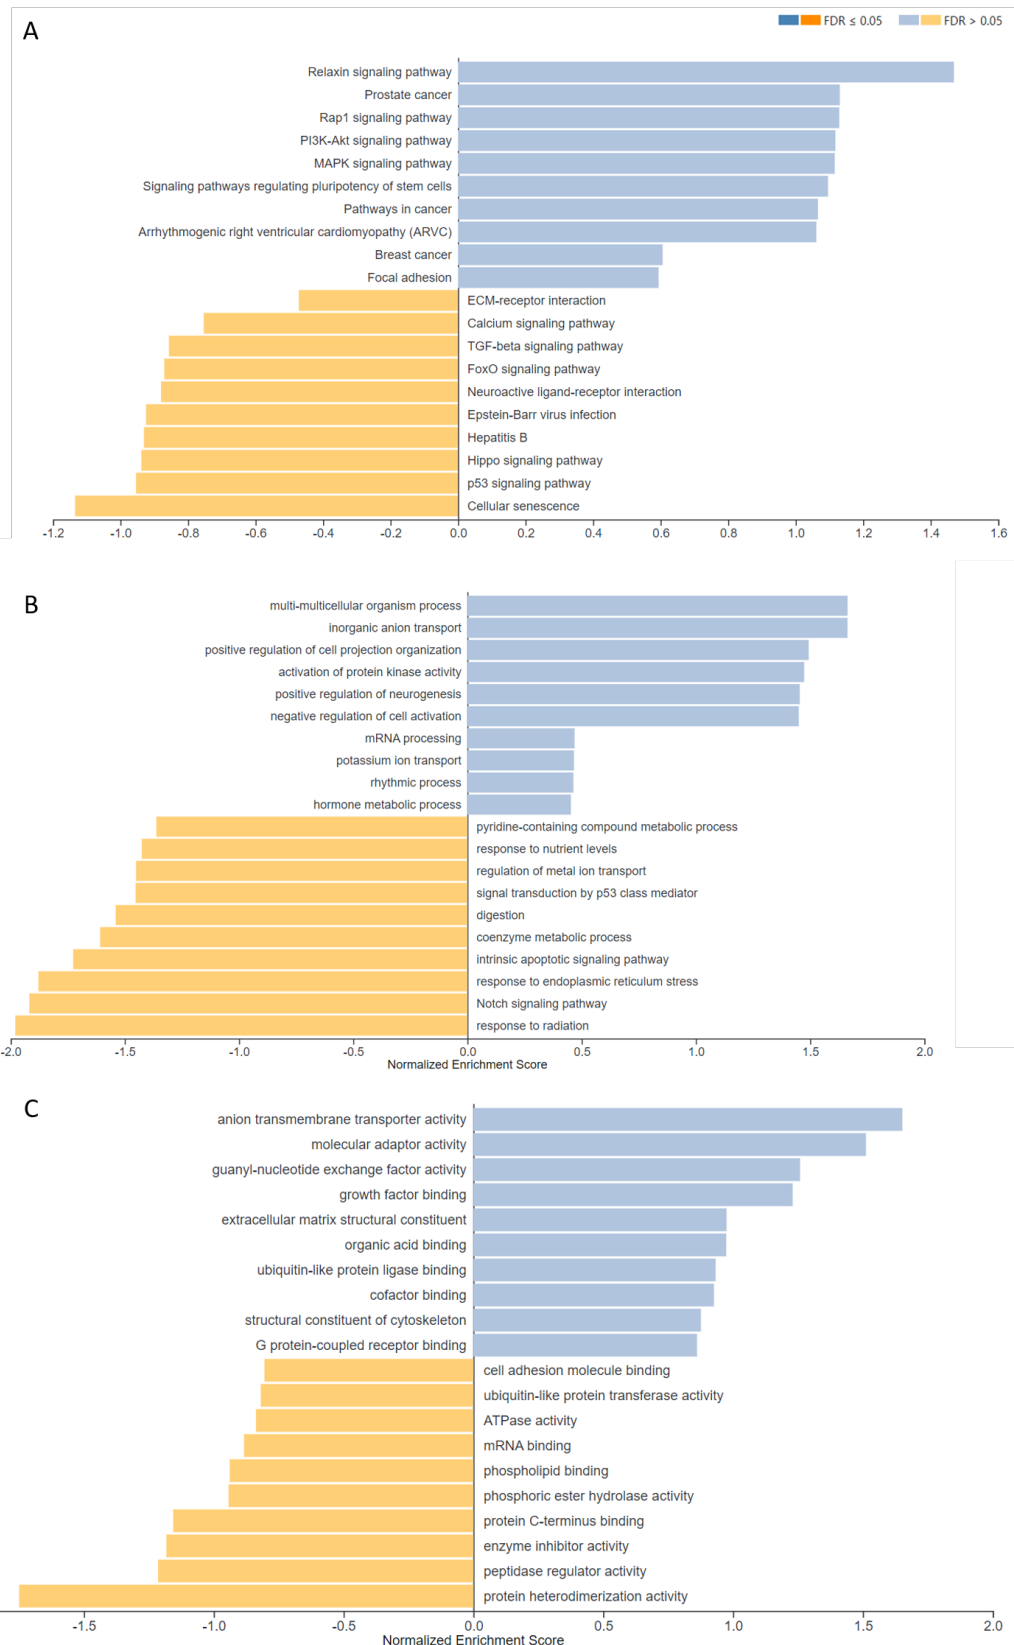 A
FDR ≤ 0.05 FDR > 0.05
Relaxin signaling pathway
Prostate cancer
Rap1 signaling pathway
PI3K-Akt signaling pathway
MAPK signaling pathway
Signaling pathways regulating pluripotency of stem cells
Pathways in cancer
Arrhythmogenic right ventricular cardiomyopathy (ARVC)
Breast cancer
Focal adhesion
ECM-receptor interaction
Calcium signaling pathway
TGF-beta signaling pathway
FoxO signaling pathway
Neuroactive ligand-receptor interaction
Epstein-Barr virus infection
Hepatitis B
Hippo signaling pathway
p53 signaling pathway
Cellular senescence
-1.2 -1.0 -0.8 -0.6 -0.4 -0.2 0.0 0.2 0.4 0.6 0.8 1.0 1.2 1.4 1.6
B
multi-multicellular organism process
inorganic anion transport
positive regulation of cell projection organization
activation of protein kinase activity
positive regulation of neurogenesis
negative regulation of cell activation
mRNA processing
potassium ion transport
rhythmic process
hormone metabolic process
pyridine-containing compound metabolic process
response to nutrient levels
regulation of metal ion transport
signal transduction by p53 class mediator
digestion
coenzyme metabolic process
intrinsic apoptotic signaling pathway
response to endoplasmic reticulum stress
Notch signaling pathway
response to radiation
-2.0 -1.5 -1.0 -0.5 0.0 0.5 1.0 1.5 2.0
Normalized Enrichment Score
C
anion transmembrane transporter activity
molecular adaptor activity
guanyl-nucleotide exchange factor activity
growth factor binding
extracellular matrix structural constituent
organic acid binding
ubiquitin-like protein ligase binding
cofactor binding
structural constituent of cytoskeleton
G protein-coupled receptor binding
cell adhesion molecule binding
ubiquitin-like protein transferase activity
ATPase activity
mRNA binding
phospholipid binding
phosphoric ester hydrolase activity
protein C-terminus binding
enzyme inhibitor activity
peptidase regulator activity
protein heterodimerization activity
-1.5 -1.0 -0.5 0.0 0.5 1.0 1.5 2.0
Normalized Enrichment Score